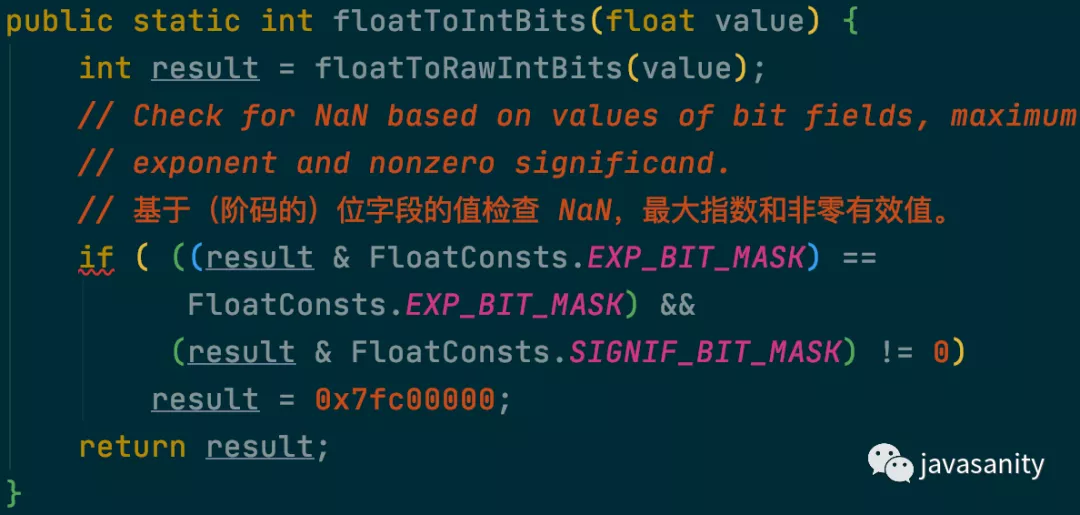 public static int floatToIntBits(float value) {
    int result = floatToRawIntBits(value);
    // Check for NaN based on values of bit fields, maximum
    // exponent and nonzero significand.
    // 基于（阶码的）位字段的值检查 NaN，最大指数和非零有效值。
    if ( ((result & FloatConsts.EXP_BIT_MASK) ==
          FloatConsts.EXP_BIT_MASK) &&
         (result & FloatConsts.SIGNIF_BIT_MASK) != 0)
        result = 0x7fc00000;
    return result;
javasanity
}